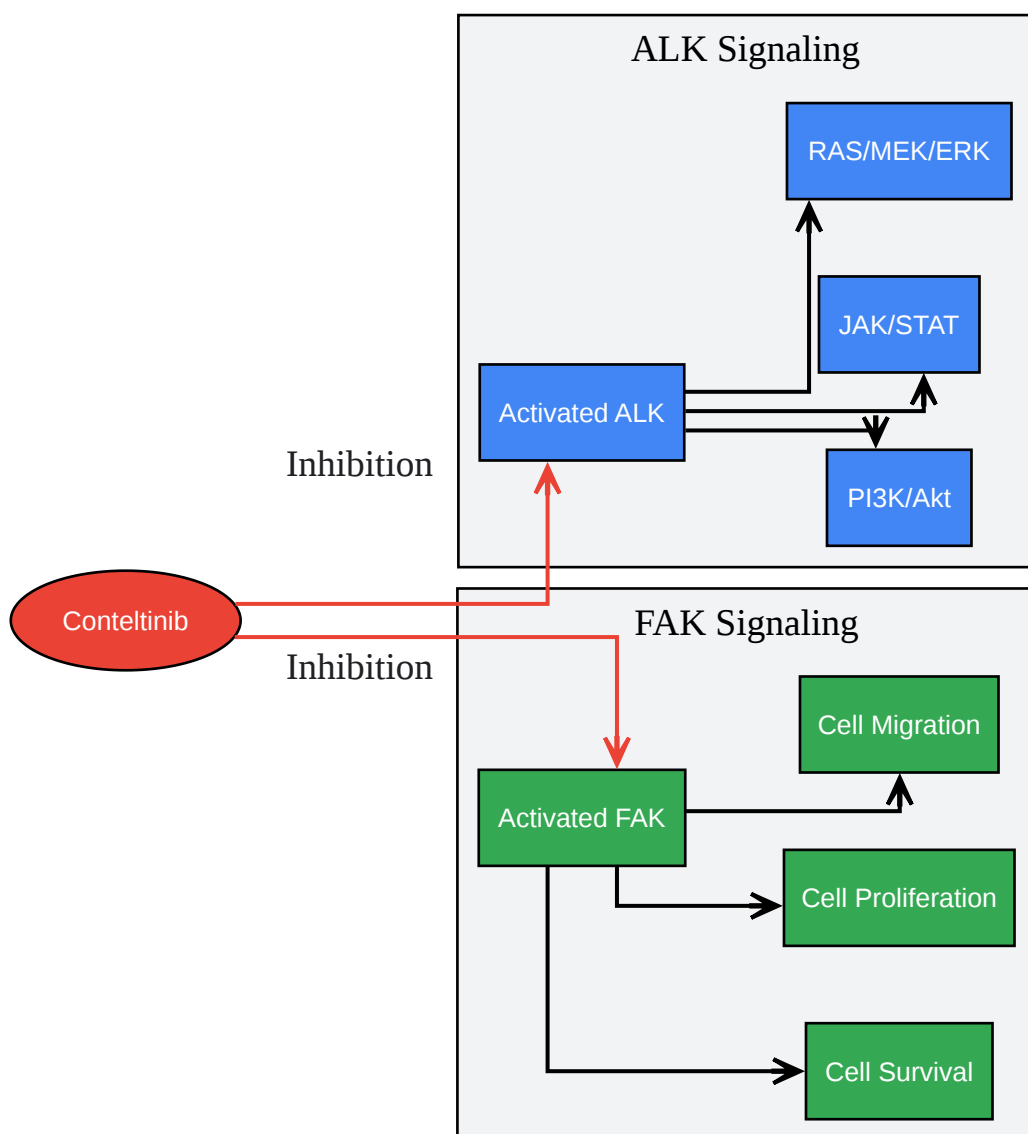 ALK Signaling
RAS/MEK/ERK
JAK/STAT
Activated ALK
Inhibition
PI3K/Akt
Conteltinib
FAK Signaling
Inhibition
Cell Migration
Activated FAK
Cell Proliferation
Cell Survival